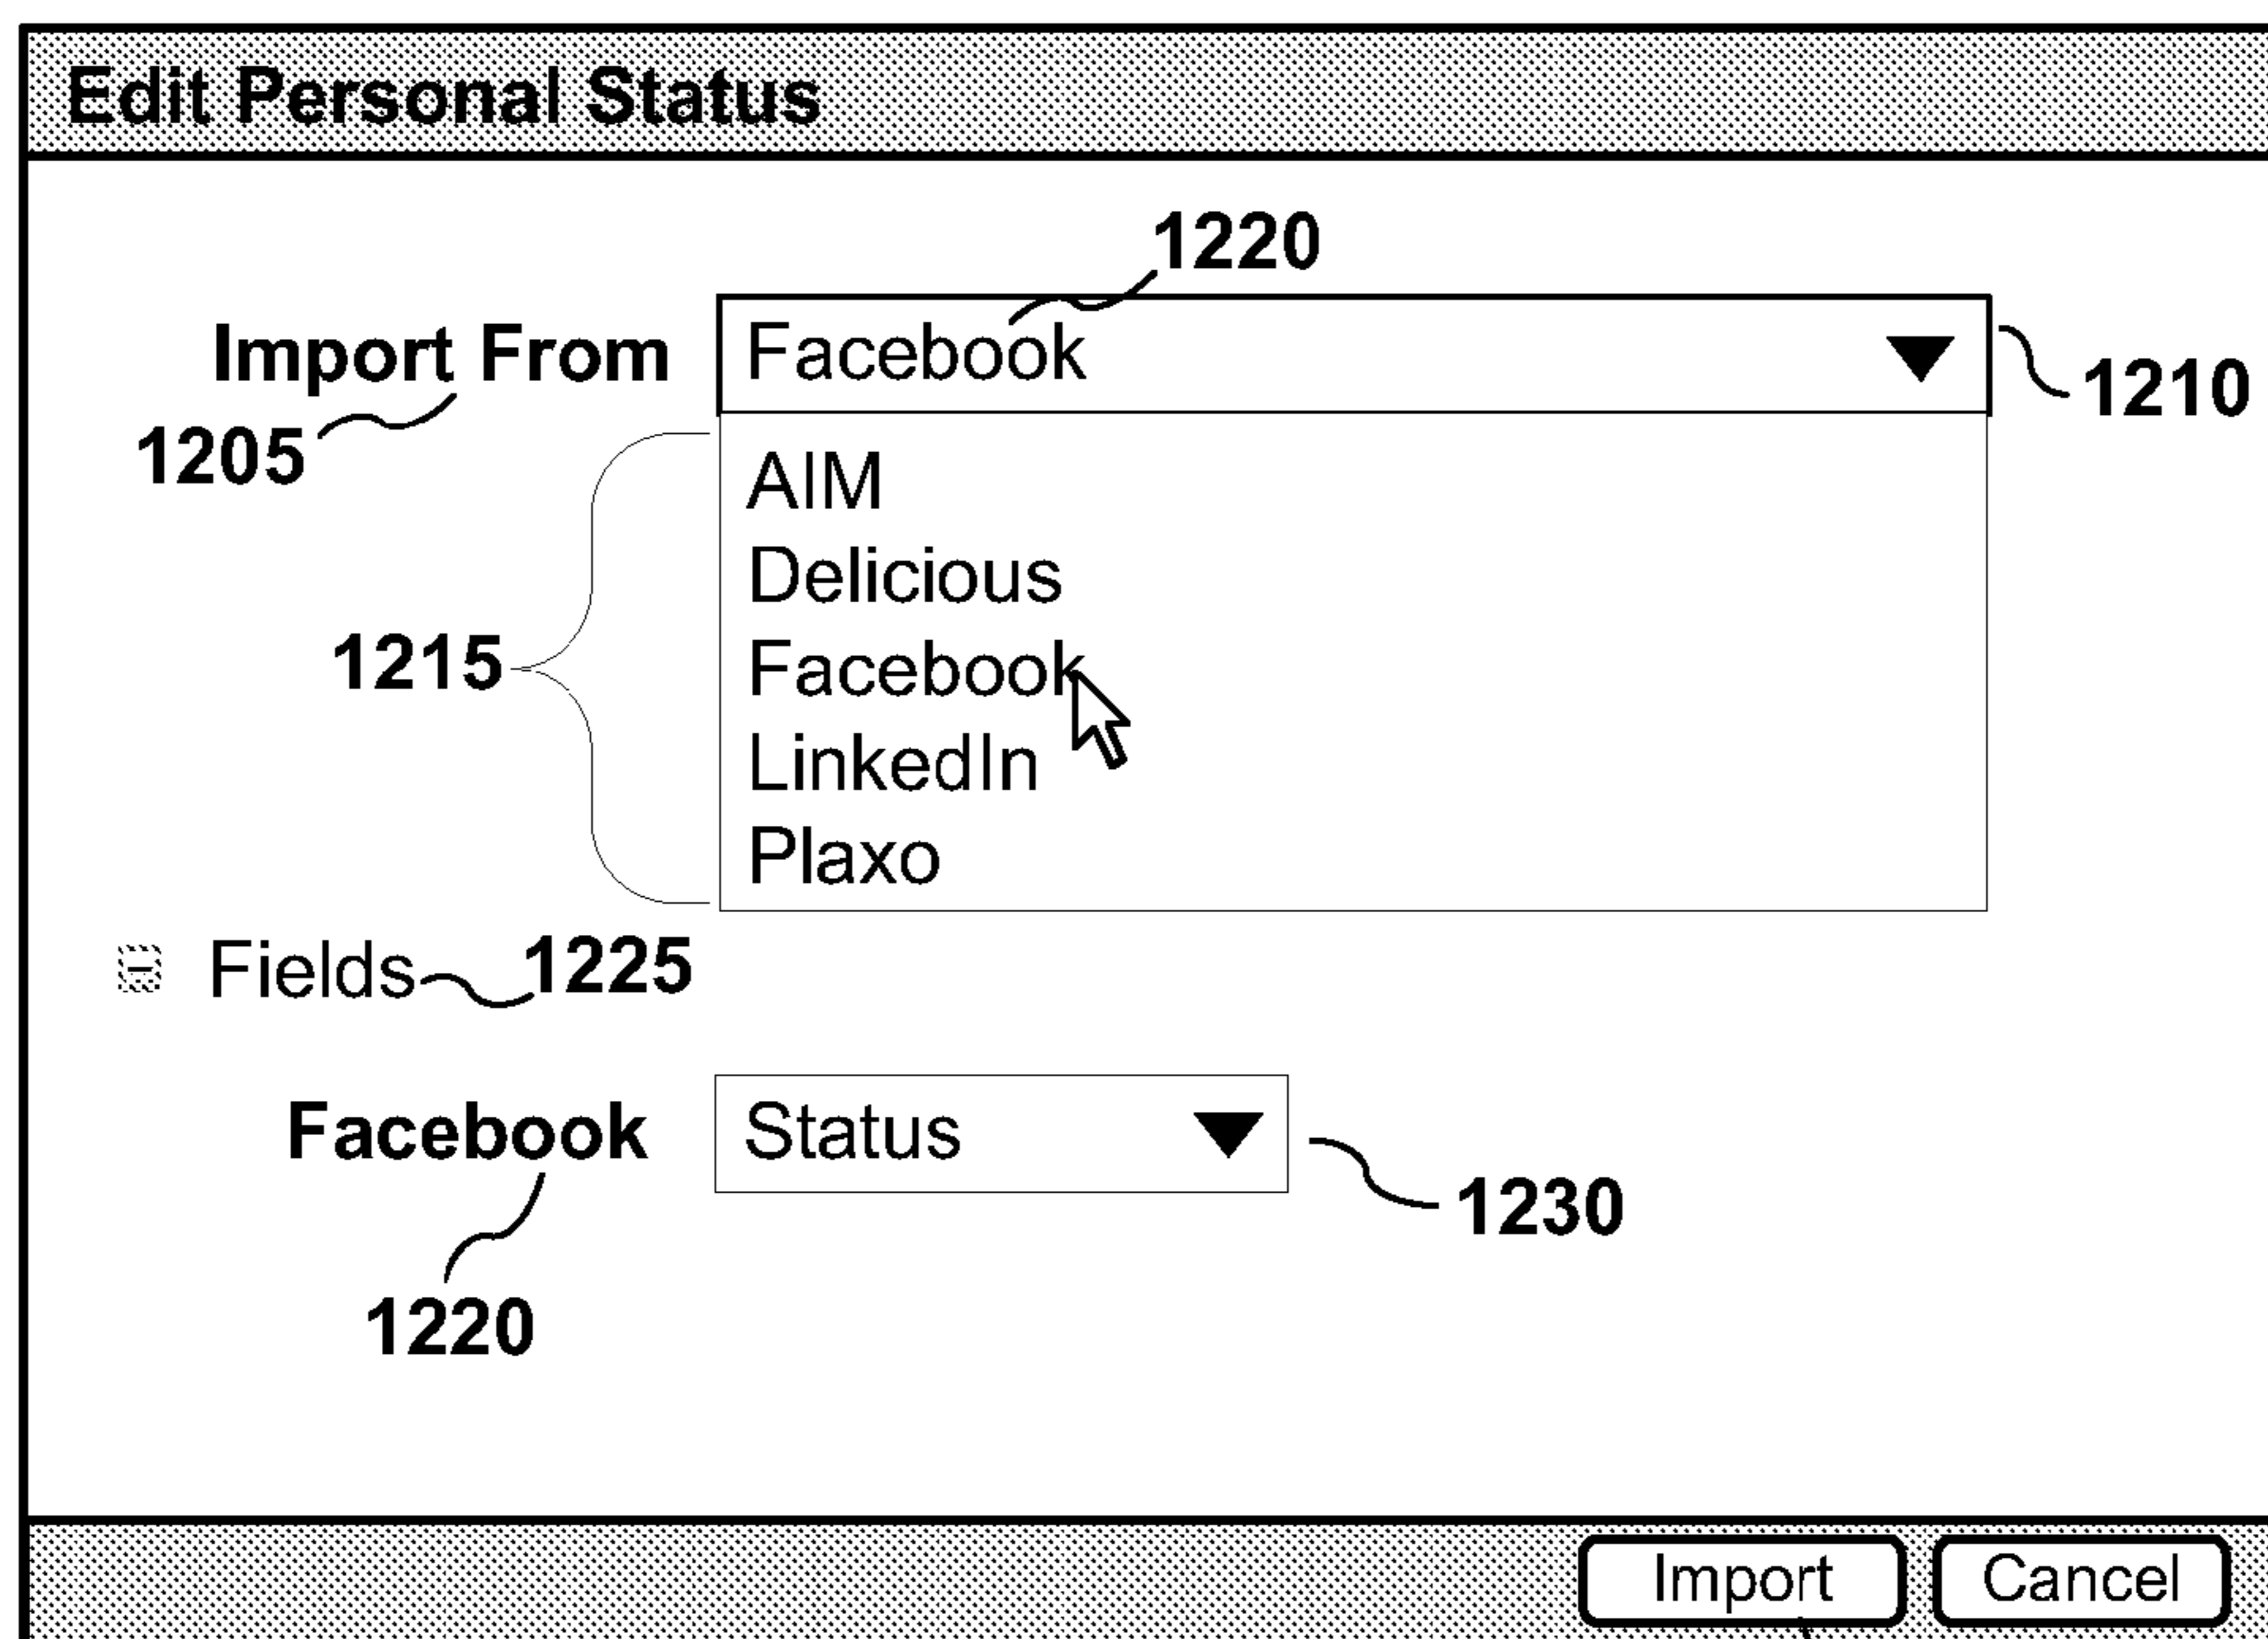 Edit Personal Status
1220
Import From Facebook
1210
1205
AIM
Delicious
Facebook
1215
LinkedIn
Plaxo
Fields 1225
Facebook Status
1230
1220
Import Cancel